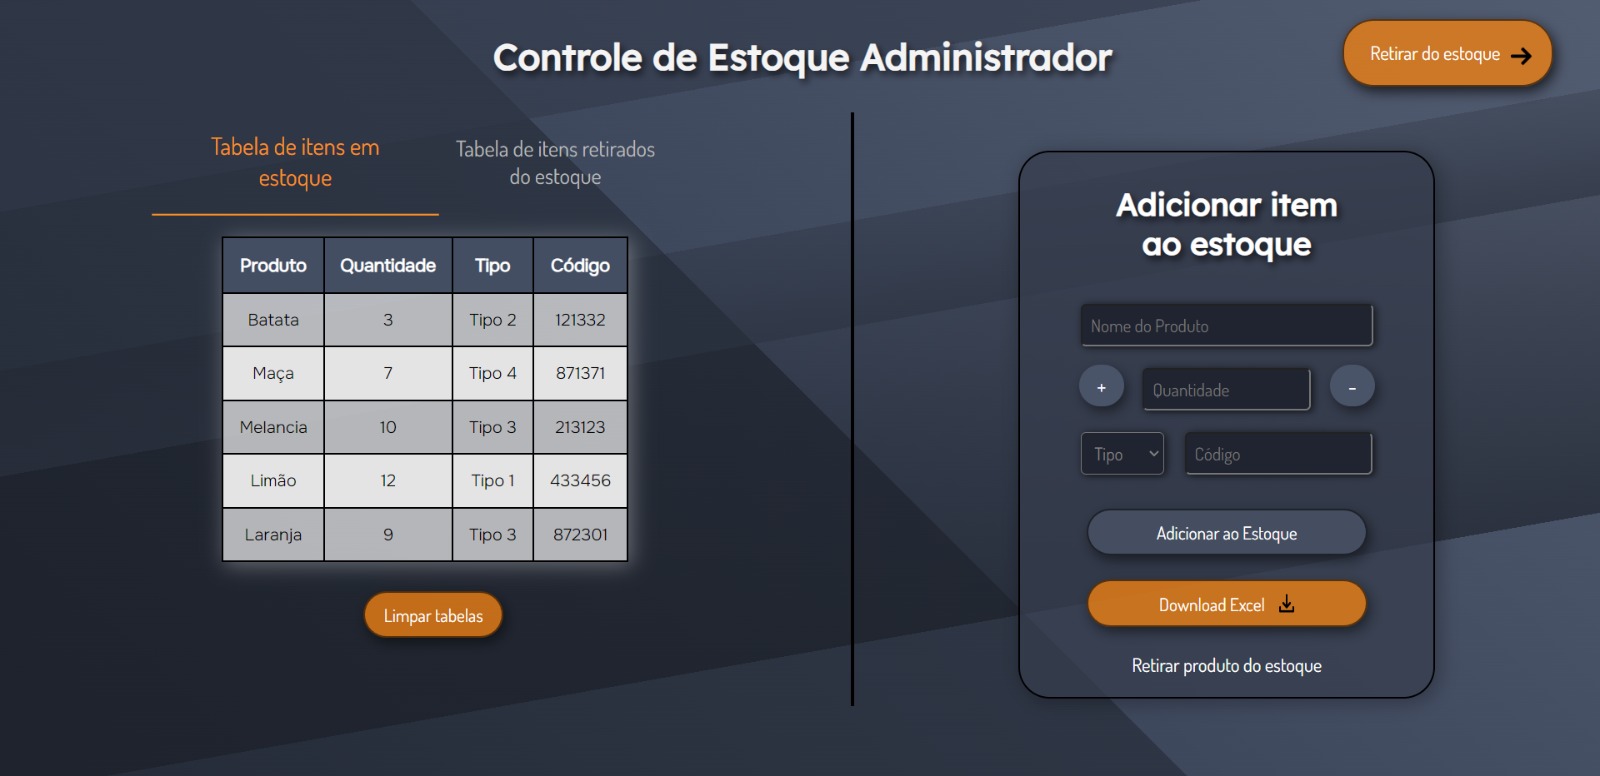 Controle de Estoque Administrador
Retirar do estoque
Tabela de itens em
estoque
Tabela de itens retirados
do estoque
Produto Quantidade Tipo Código
Batata 3 Tipo 2 121332
Maça 7 Tipo 4 871371
Melancia 10 Tipo 3 213123
Limão 12 Tipo 1 433456
Laranja 9 Tipo 3 872301
Limpar tabelas
Adicionar item
ao estoque
Nome do Produto
+ Quantidade -
Tipo Código
Adicionar ao Estoque
Download Excel
Retirar produto do estoque